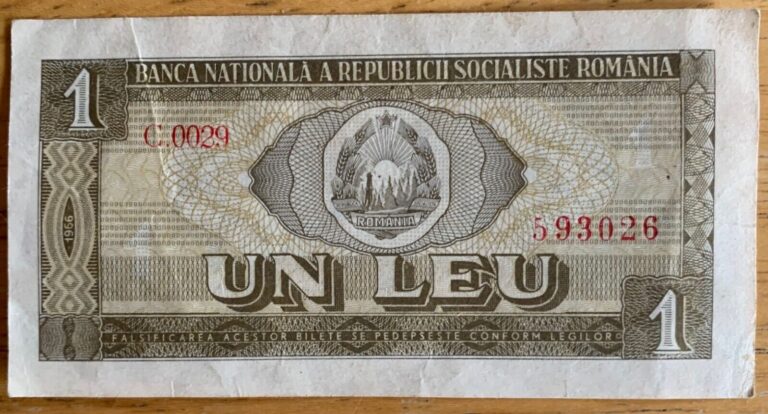 1
BANCA NAȚIONALĂ A REPUBLICII SOCIALISTE ROMÂNIA
C.0029
1966
ROMANIA
593026
UN LEU
1
FALSIFICAREA ACESTOR BILETE SE PEDEPSEȘTE CONFORM LEGILOR